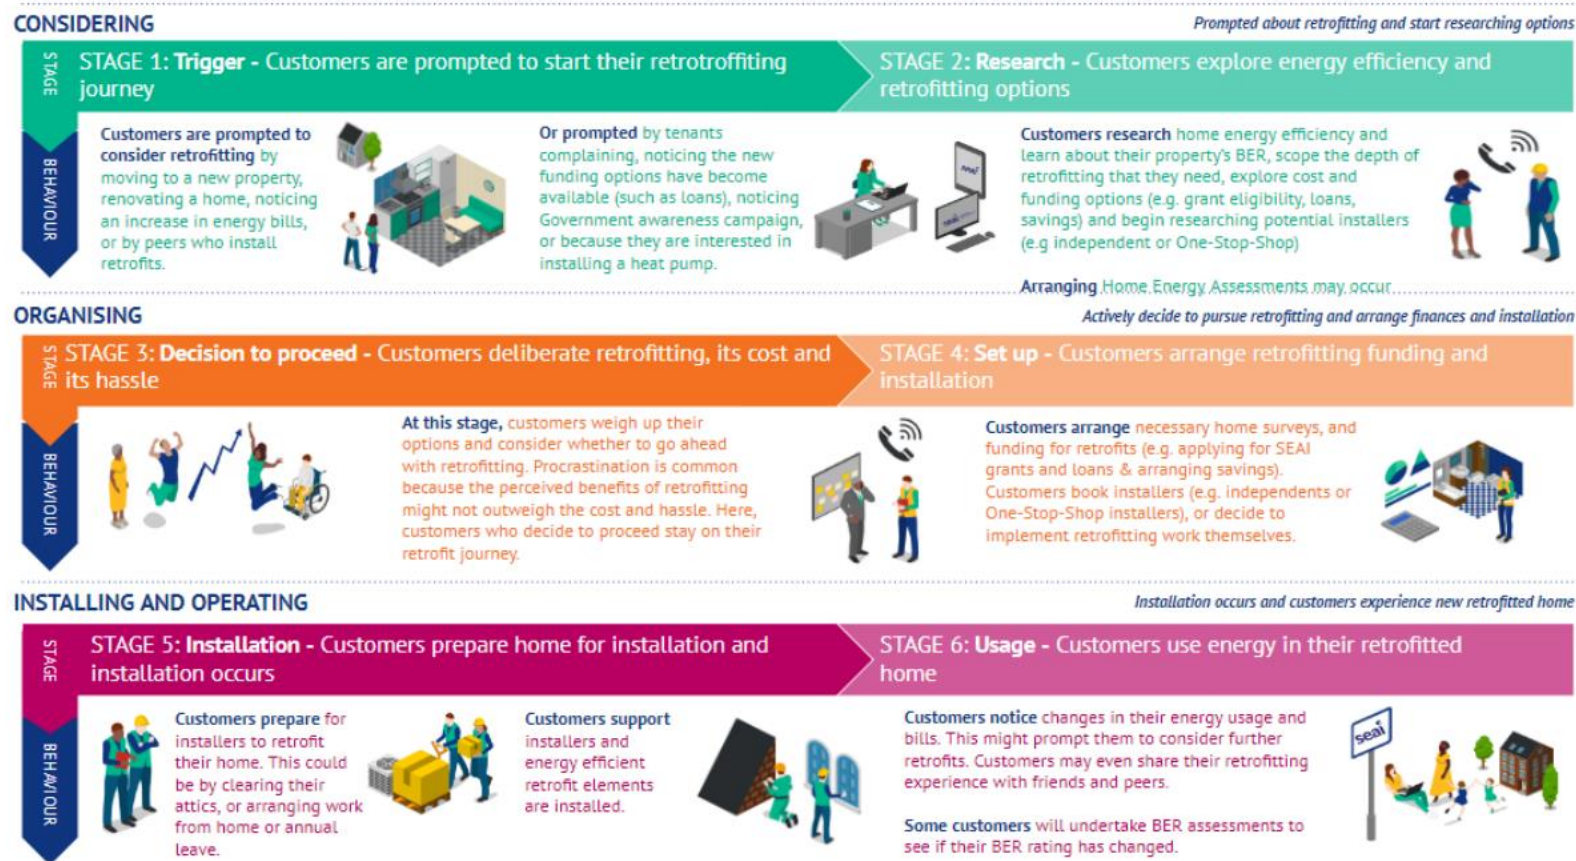 CONSIDERING
Prompted about retrofitting and start researching options
STAGE
STAGE 1: Trigger - Customers are prompted to start their retrotroffiting
journey
STAGE 2: Research - Customers explore energy efficiency and
retrofitting options
BEHAVIOUR
Customers are prompted to
consider retrofitting by
moving to a new property,
renovating a home, noticing
an increase in energy bills,
or by peers who install
retrofits.
Or prompted by tenants
complaining, noticing the new
funding options have become
available (such as loans), noticing
Government awareness campaign,
or because they are interested in
installing a heat pump.
seai
seai
Customers research home energy efficiency and
learn about their property's BER, scope the depth of
retrofitting that they need, explore cost and
funding options (e.g. grant eligibility, loans,
savings) and begin researching potential installers
(e.g independent or One-Stop-Shop)
Arranging Home Energy Assessments may occur
ORGANISING
Actively decide to pursue retrofitting and arrange finances and installation
STAGE
STAGE 3: Decision to proceed - Customers deliberate retrofitting, its cost and
its hassle
STAGE 4: Set up - Customers arrange retrofitting funding and
installation
BEHAVIOUR
At this stage, customers weigh up their
options and consider whether to go ahead
with retrofitting. Procrastination is common
because the perceived benefits of retrofitting
might not outweigh the cost and hassle. Here,
customers who decide to proceed stay on their
retrofit journey.
Customers arrange necessary home surveys, and
funding for retrofits (e.g. applying for SEAI
grants and loans & arranging savings).
Customers book installers (e.g. independents or
One-Stop-Shop installers), or decide to
implement retrofitting work themselves.
INSTALLING AND OPERATING
Installation occurs and customers experience new retrofitted home
STAGE
STAGE 5: Installation - Customers prepare home for installation and
installation occurs
STAGE 6: Usage - Customers use energy in their retrofitted
home
BEHAVIOUR
Customers prepare for
installers to retrofit
their home. This could
be by clearing their
attics, or arranging work
from home or annual
leave.
Customers support
installers and
energy efficient
retrofit elements
are installed.
Customers notice changes in their energy usage and
bills. This might prompt them to consider further
retrofits. Customers may even share their retrofitting
experience with friends and peers.
Some customers will undertake BER assessments to
see if their BER rating has changed.
seai